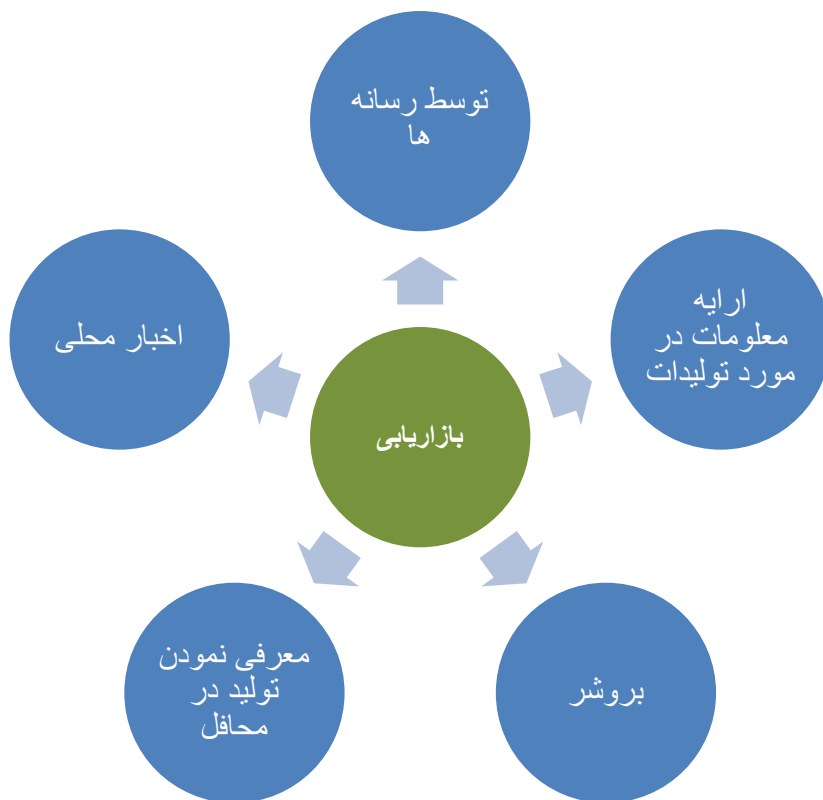 توسط رسانه
ها
ارایه
معلومات در
مورد تولیدات
اخبار محلی
بازاریابی
معرفی نمودن
تولید در
محافل
بروشر